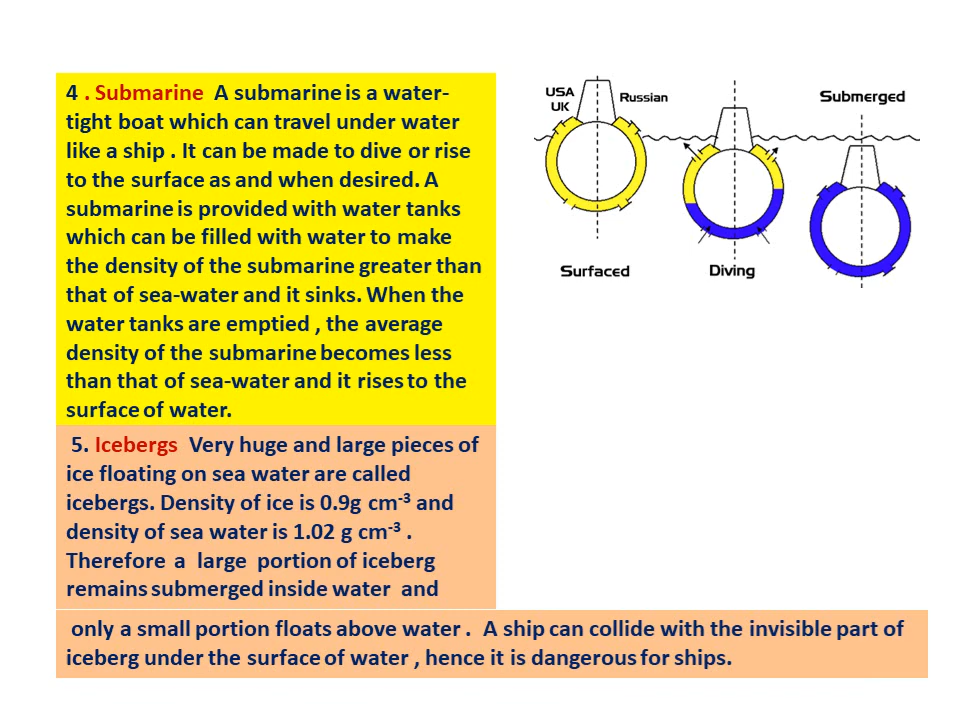 4 . Submarine A submarine is a water-
tight boat which can travel under water
like a ship . It can be made to dive or rise
to the surface as and when desired. A
submarine is provided with water tanks
which can be filled with water to make
the density of the submarine greater than
that of sea-water and it sinks. When the
water tanks are emptied , the average
density of the submarine becomes less
than that of sea-water and it rises to the
surface of water.
USA
UK
Russian
Submerged
Surfaced
Diving
5. Icebergs Very huge and large pieces of
ice floating on sea water are called
icebergs. Density of ice is 0.9g cm⁻³ and
density of sea water is 1.02 g cm⁻³ .
Therefore a large portion of iceberg
remains submerged inside water and
only a small portion floats above water . A ship can collide with the invisible part of
iceberg under the surface of water , hence it is dangerous for ships.